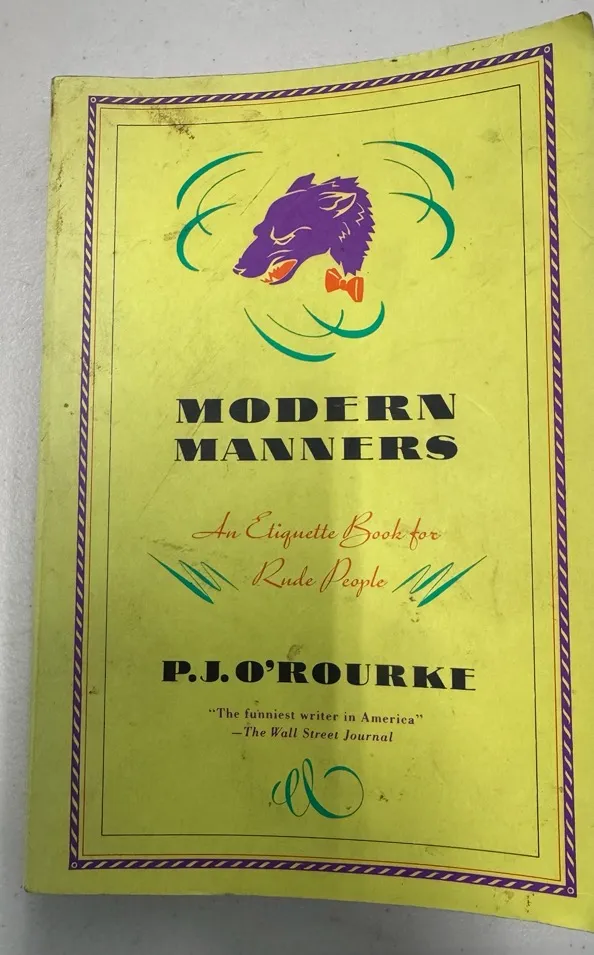 MODERN
MANNERS
An Etiquette Book for
Rude People
P.J. O'ROURKE
"The funniest writer in America"
—The Wall Street Journal